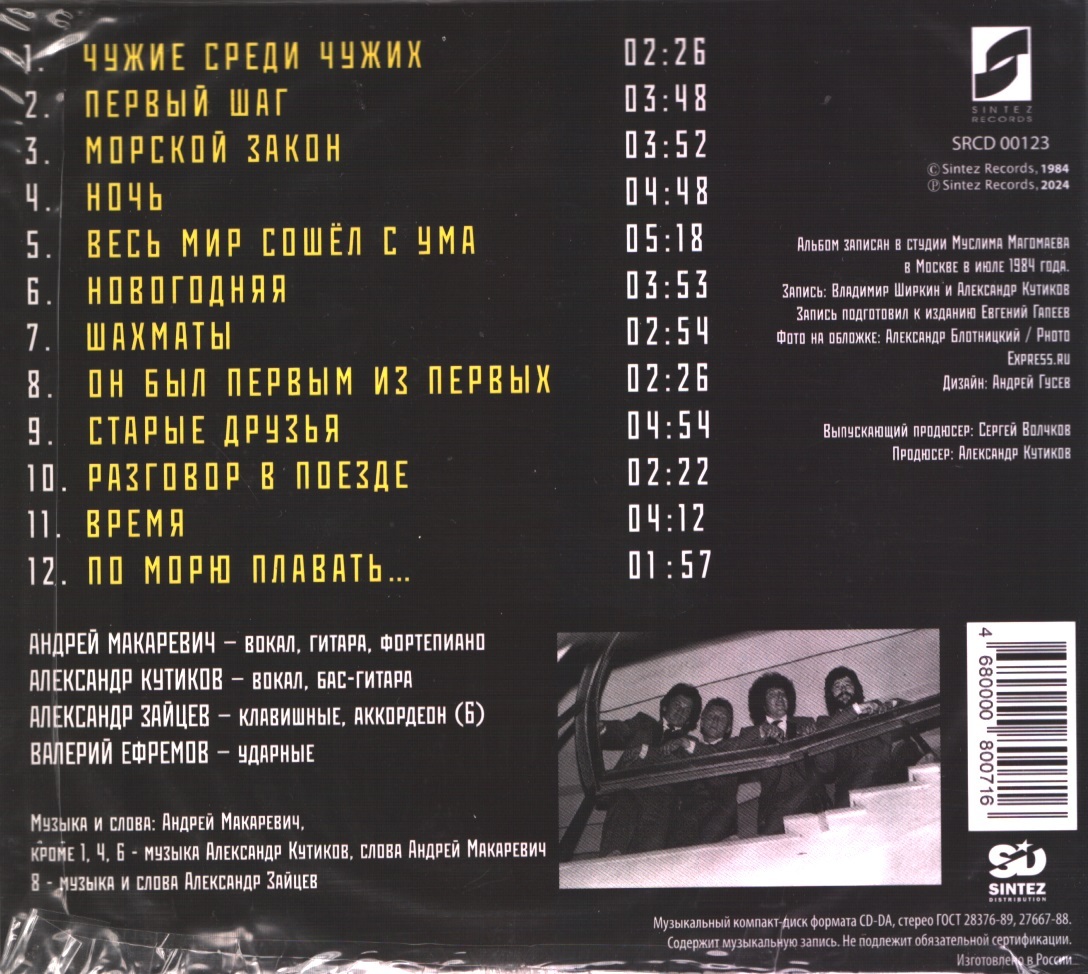 1. ЧУЖИЕ СРЕДИ ЧУЖИХ 02:26
2. ПЕРВЫЙ ШАГ 03:48
3. МОРСКОЙ ЗАКОН 03:52
4. НОЧЬ 04:48
5. ВЕСЬ МИР СОШЁЛ С УМА 05:18
6. НОВОГОДНЯЯ 03:53
7. ШАХМАТЫ 02:54
8. ОН БЫЛ ПЕРВЫМ ИЗ ПЕРВЫХ 02:26
9. СТАРЫЕ ДРУЗЬЯ 04:54
10. РАЗГОВОР В ПОЕЗДЕ 02:22
11. ВРЕМЯ 04:12
12. ПО МОРЮ ПЛАВАТЬ... 01:57
SINTEZ
RECORDS
SRCD 00123
© Sintez Records, 1984
℗ Sintez Records, 2024
Альбом записан в студии Муслима Магомаева
в Москве в июле 1984 года.
Запись: Владимир Ширкин и Александр Кутиков
Запись подготовил к изданию Евгений Гапеев
Фото на обложке: Александр Блотницкий / Photo
Express.ru
Дизайн: Андрей Гусев
Выпускающий продюсер: Сергей Волчков
Продюсер: Александр Кутиков
АНДРЕЙ МАКАРЕВИЧ – ВОКАЛ, ГИТАРА, ФОРТЕПИАНО
АЛЕКСАНДР КУТИКОВ – ВОКАЛ, БАС-ГИТАРА
АЛЕКСАНДР ЗАЙЦЕВ – КЛАВИШНЫЕ, АККОРДЕОН (6)
ВАЛЕРИЙ ЕФРЕМОВ – УДАРНЫЕ
Музыка и слова: Андрей Макаревич,
кроме 1, 4, 6 - музыка Александр Кутиков, слова Андрей Макаревич
8 - музыка и слова Александр Зайцев
4 680000 800716
SD
SINTEZ
DISTRIBUTION
Музыкальный компакт-диск формата CD-DA, стерео ГОСТ 28376-89, 27667-88.
Содержит музыкальную запись. Не подлежит обязательной сертификации.
Изготовлено в России